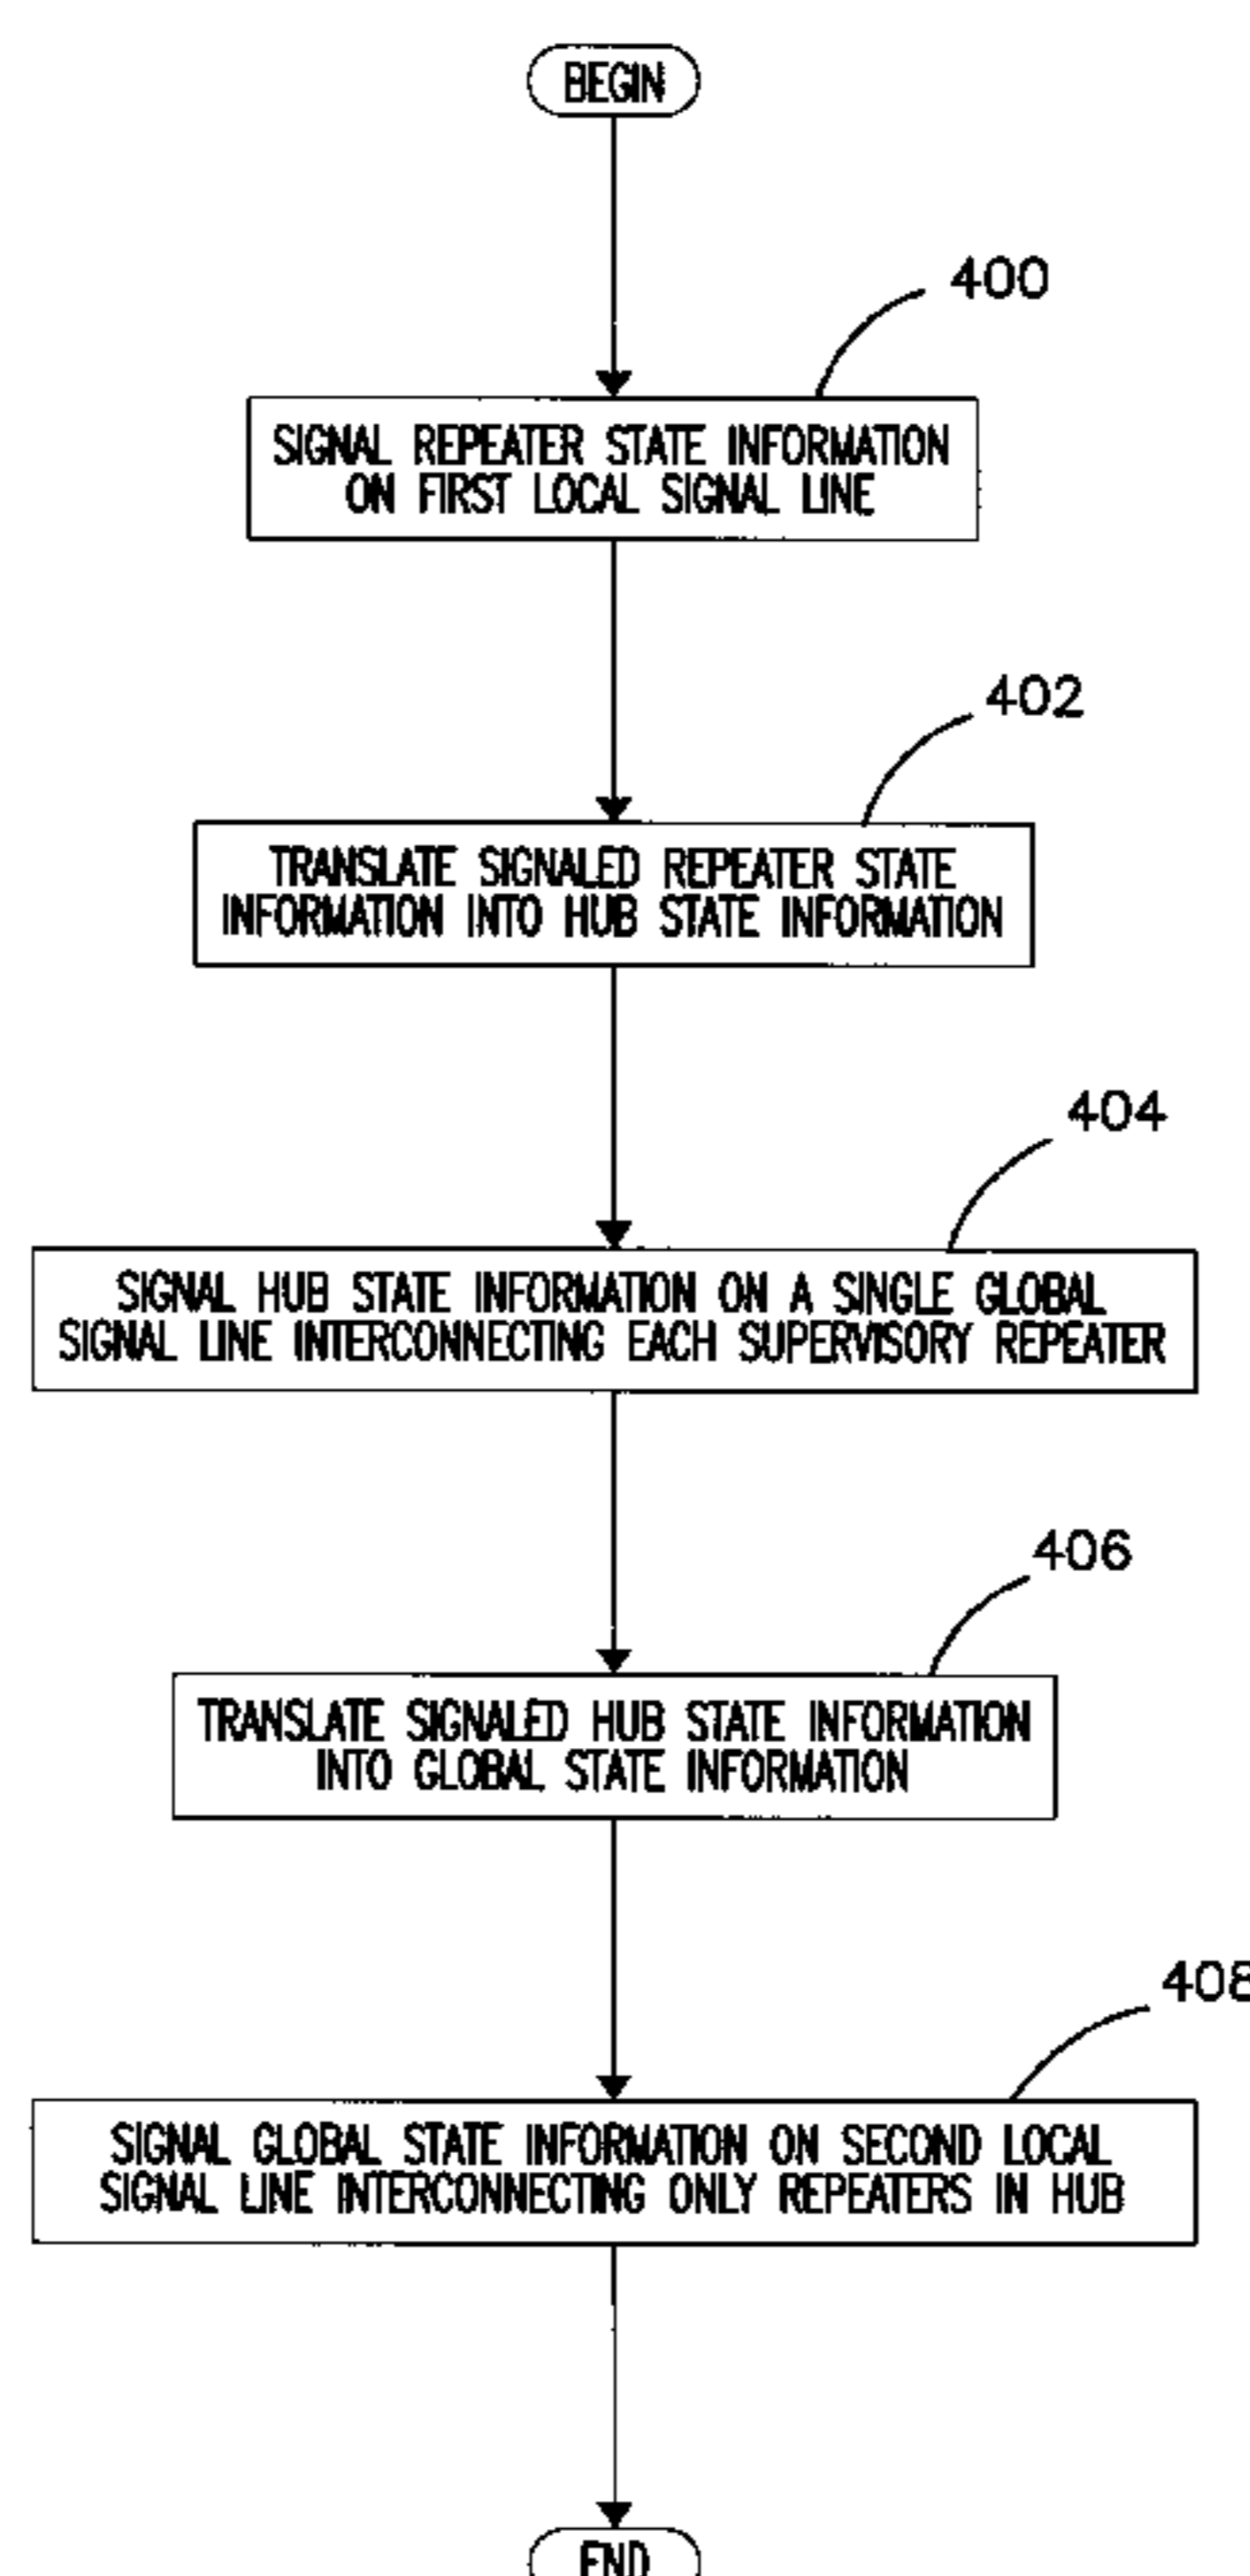 BEGIN
400
SIGNAL REPEATER STATE INFORMATION
ON FIRST LOCAL SIGNAL LINE
402
TRANSLATE SIGNALED REPEATER STATE
INFORMATION INTO HUB STATE INFORMATION
404
SIGNAL HUB STATE INFORMATION ON A SINGLE GLOBAL
SIGNAL LINE INTERCONNECTING EACH SUPERVISORY REPEATER
406
TRANSLATE SIGNALED HUB STATE INFORMATION
INTO GLOBAL STATE INFORMATION
408
SIGNAL GLOBAL STATE INFORMATION ON SECOND LOCAL
SIGNAL LINE INTERCONNECTING ONLY REPEATERS IN HUB
END